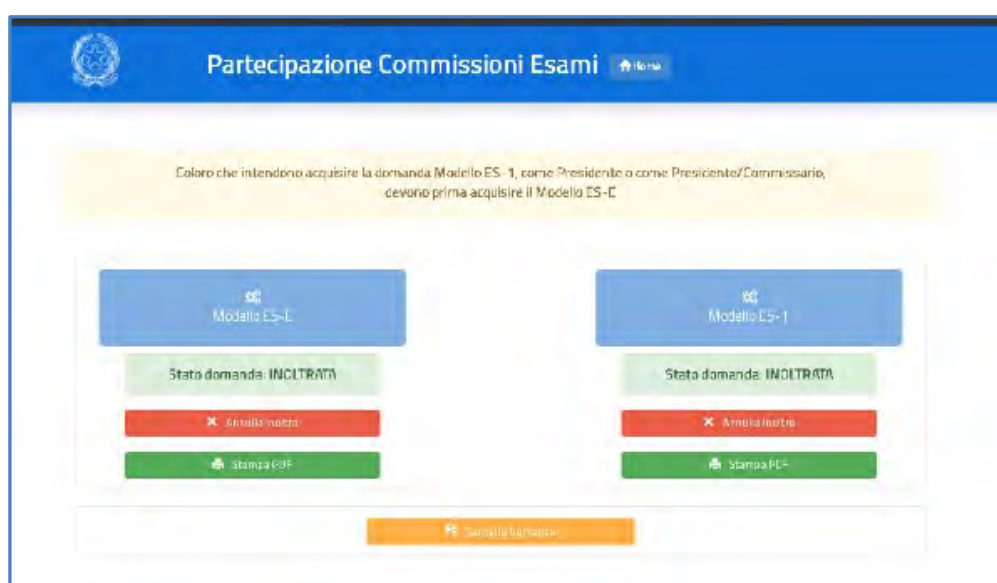 Partecipazione Commissioni Esami Home
Coloro che intendono acquisire la domanda Modello ES-1, come Presidente o come Presidente/Commissario,
devono prima acquisire il Modello ES-E
Modello ES-E
Modello ES-1
Stato domanda: INOLTRATA
Stato domanda: INOLTRATA
Annulla Inoltro
Annulla Inoltro
Stampa PDF
Stampa PDF